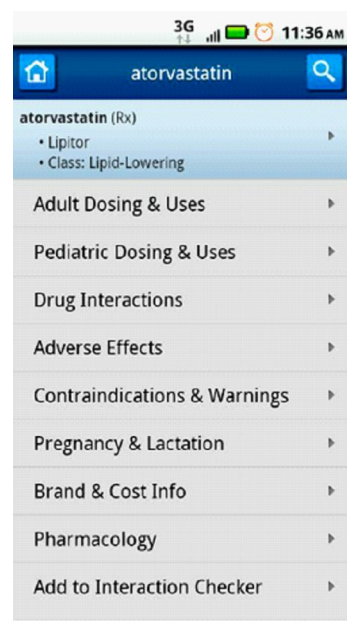 3G 11:36 AM
atorvastatin
atorvastatin (Rx)
• Lipitor
• Class: Lipid-Lowering
Adult Dosing & Uses
Pediatric Dosing & Uses
Drug Interactions
Adverse Effects
Contraindications & Warnings
Pregnancy & Lactation
Brand & Cost Info
Pharmacology
Add to Interaction Checker